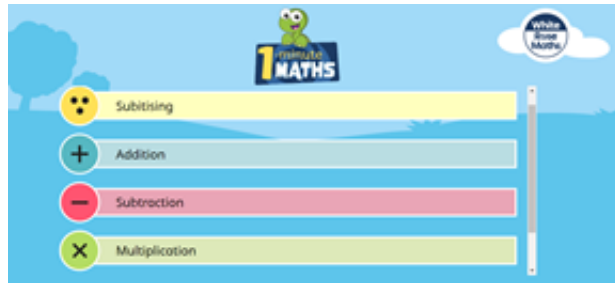 1 minute
MATHS
White
Rose
Maths
Subitising
Addition
Subtraction
Multiplication